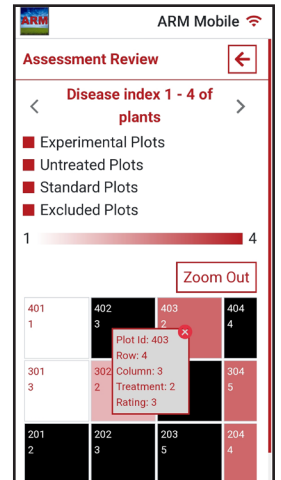 ARM
ARM Mobile
Assessment Review
Disease index 1 - 4 of
plants
Experimental Plots
Untreated Plots
Standard Plots
Excluded Plots
1 4
Zoom Out
401 402 403 404
1 3 2 4
Plot Id: 403
Row: 4
Column: 3
Treatment: 2
Rating: 3
301 302 304
3 2 5
201 202 203 204
2 3 5 4